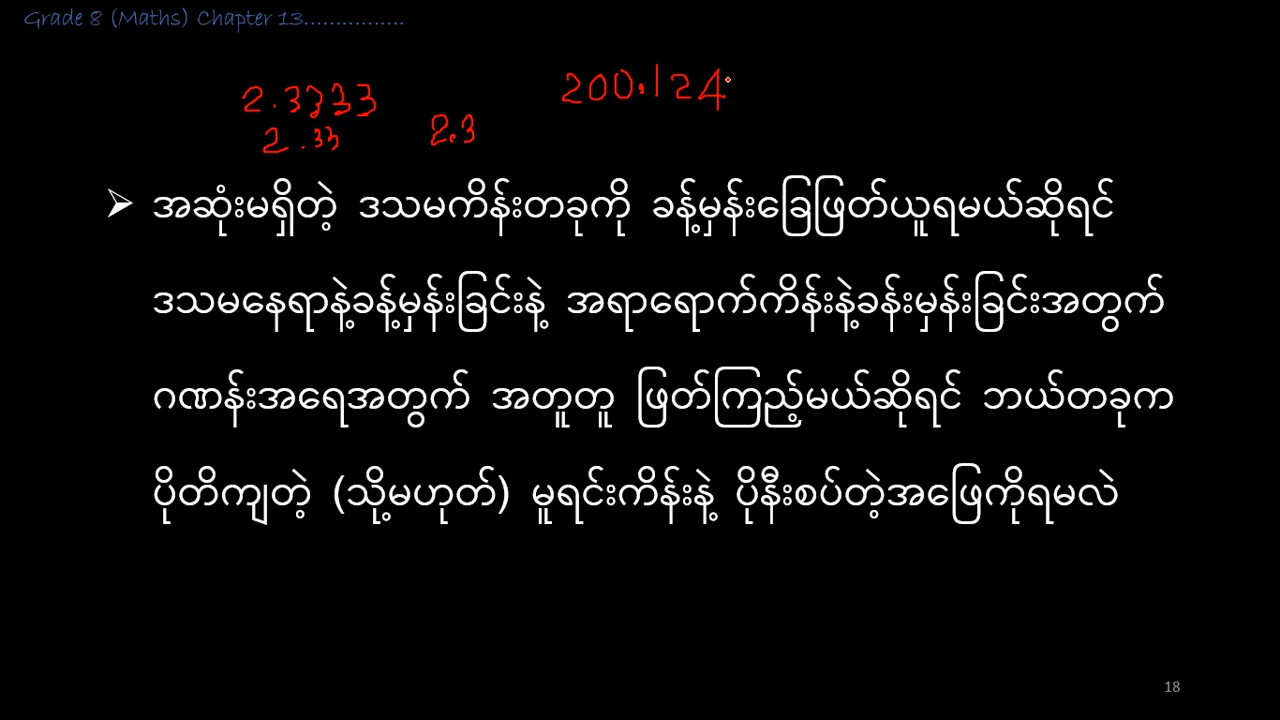 Grade 8 (Maths) Chapter 13................
2.3333 200.124
2.33 2.3
➢ အဆုံးမရှိတဲ့ ဒသမကိန်းတခုကို ခန့်မှန်းခြေဖြတ်ယူရမယ်ဆိုရင်
ဒသမနေရာနဲ့ခန့်မှန်းခြင်းနဲ့ အရာရောက်ကိန်းနဲ့ခန်းမှန်းခြင်းအတွက်
ဂဏန်းအရေအတွက် အတူတူ ဖြတ်ကြည့်မယ်ဆိုရင် ဘယ်တခုက
ပိုတိကျတဲ့ (သို့မဟုတ်) မူရင်းကိန်းနဲ့ ပိုနီးစပ်တဲ့အဖြေကိုရမလဲ
18